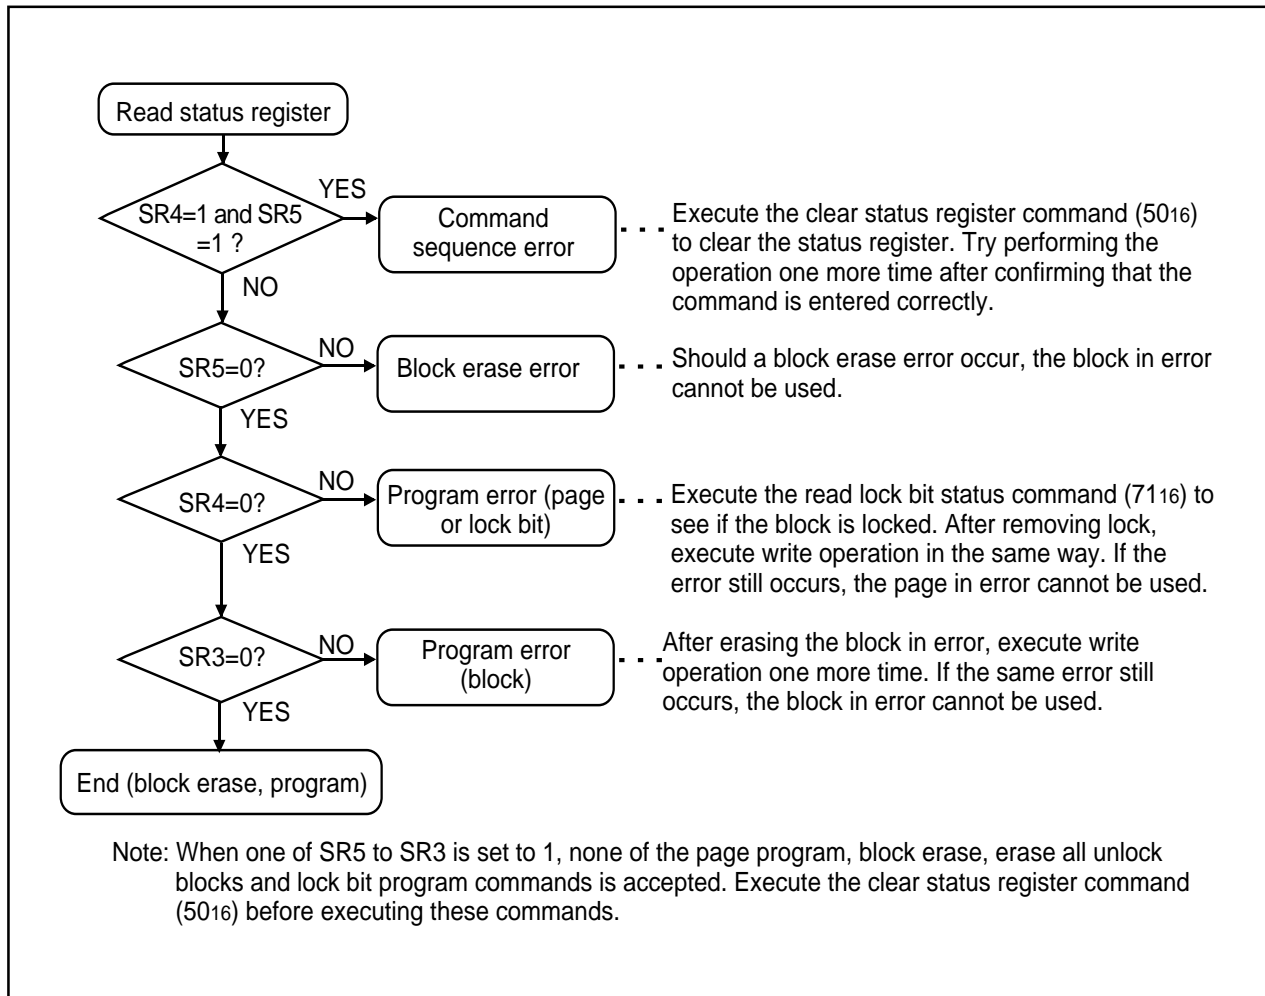 Read status register
YES
SR4=1 and SR5
=1 ?
Command
sequence error
Execute the clear status register command (5016)
to clear the status register. Try performing the
operation one more time after confirming that the
command is entered correctly.
NO
SR5=0?
NO
Block erase error
Should a block erase error occur, the block in error
cannot be used.
YES
SR4=0?
NO
Program error (page
or lock bit)
Execute the read lock bit status command (7116) to
see if the block is locked. After removing lock,
execute write operation in the same way. If the
error still occurs, the page in error cannot be used.
YES
SR3=0?
NO
Program error
(block)
After erasing the block in error, execute write
operation one more time. If the same error still
occurs, the block in error cannot be used.
YES
End (block erase, program)
Note: When one of SR5 to SR3 is set to 1, none of the page program, block erase, erase all unlock
blocks and lock bit program commands is accepted. Execute the clear status register command
(5016) before executing these commands.